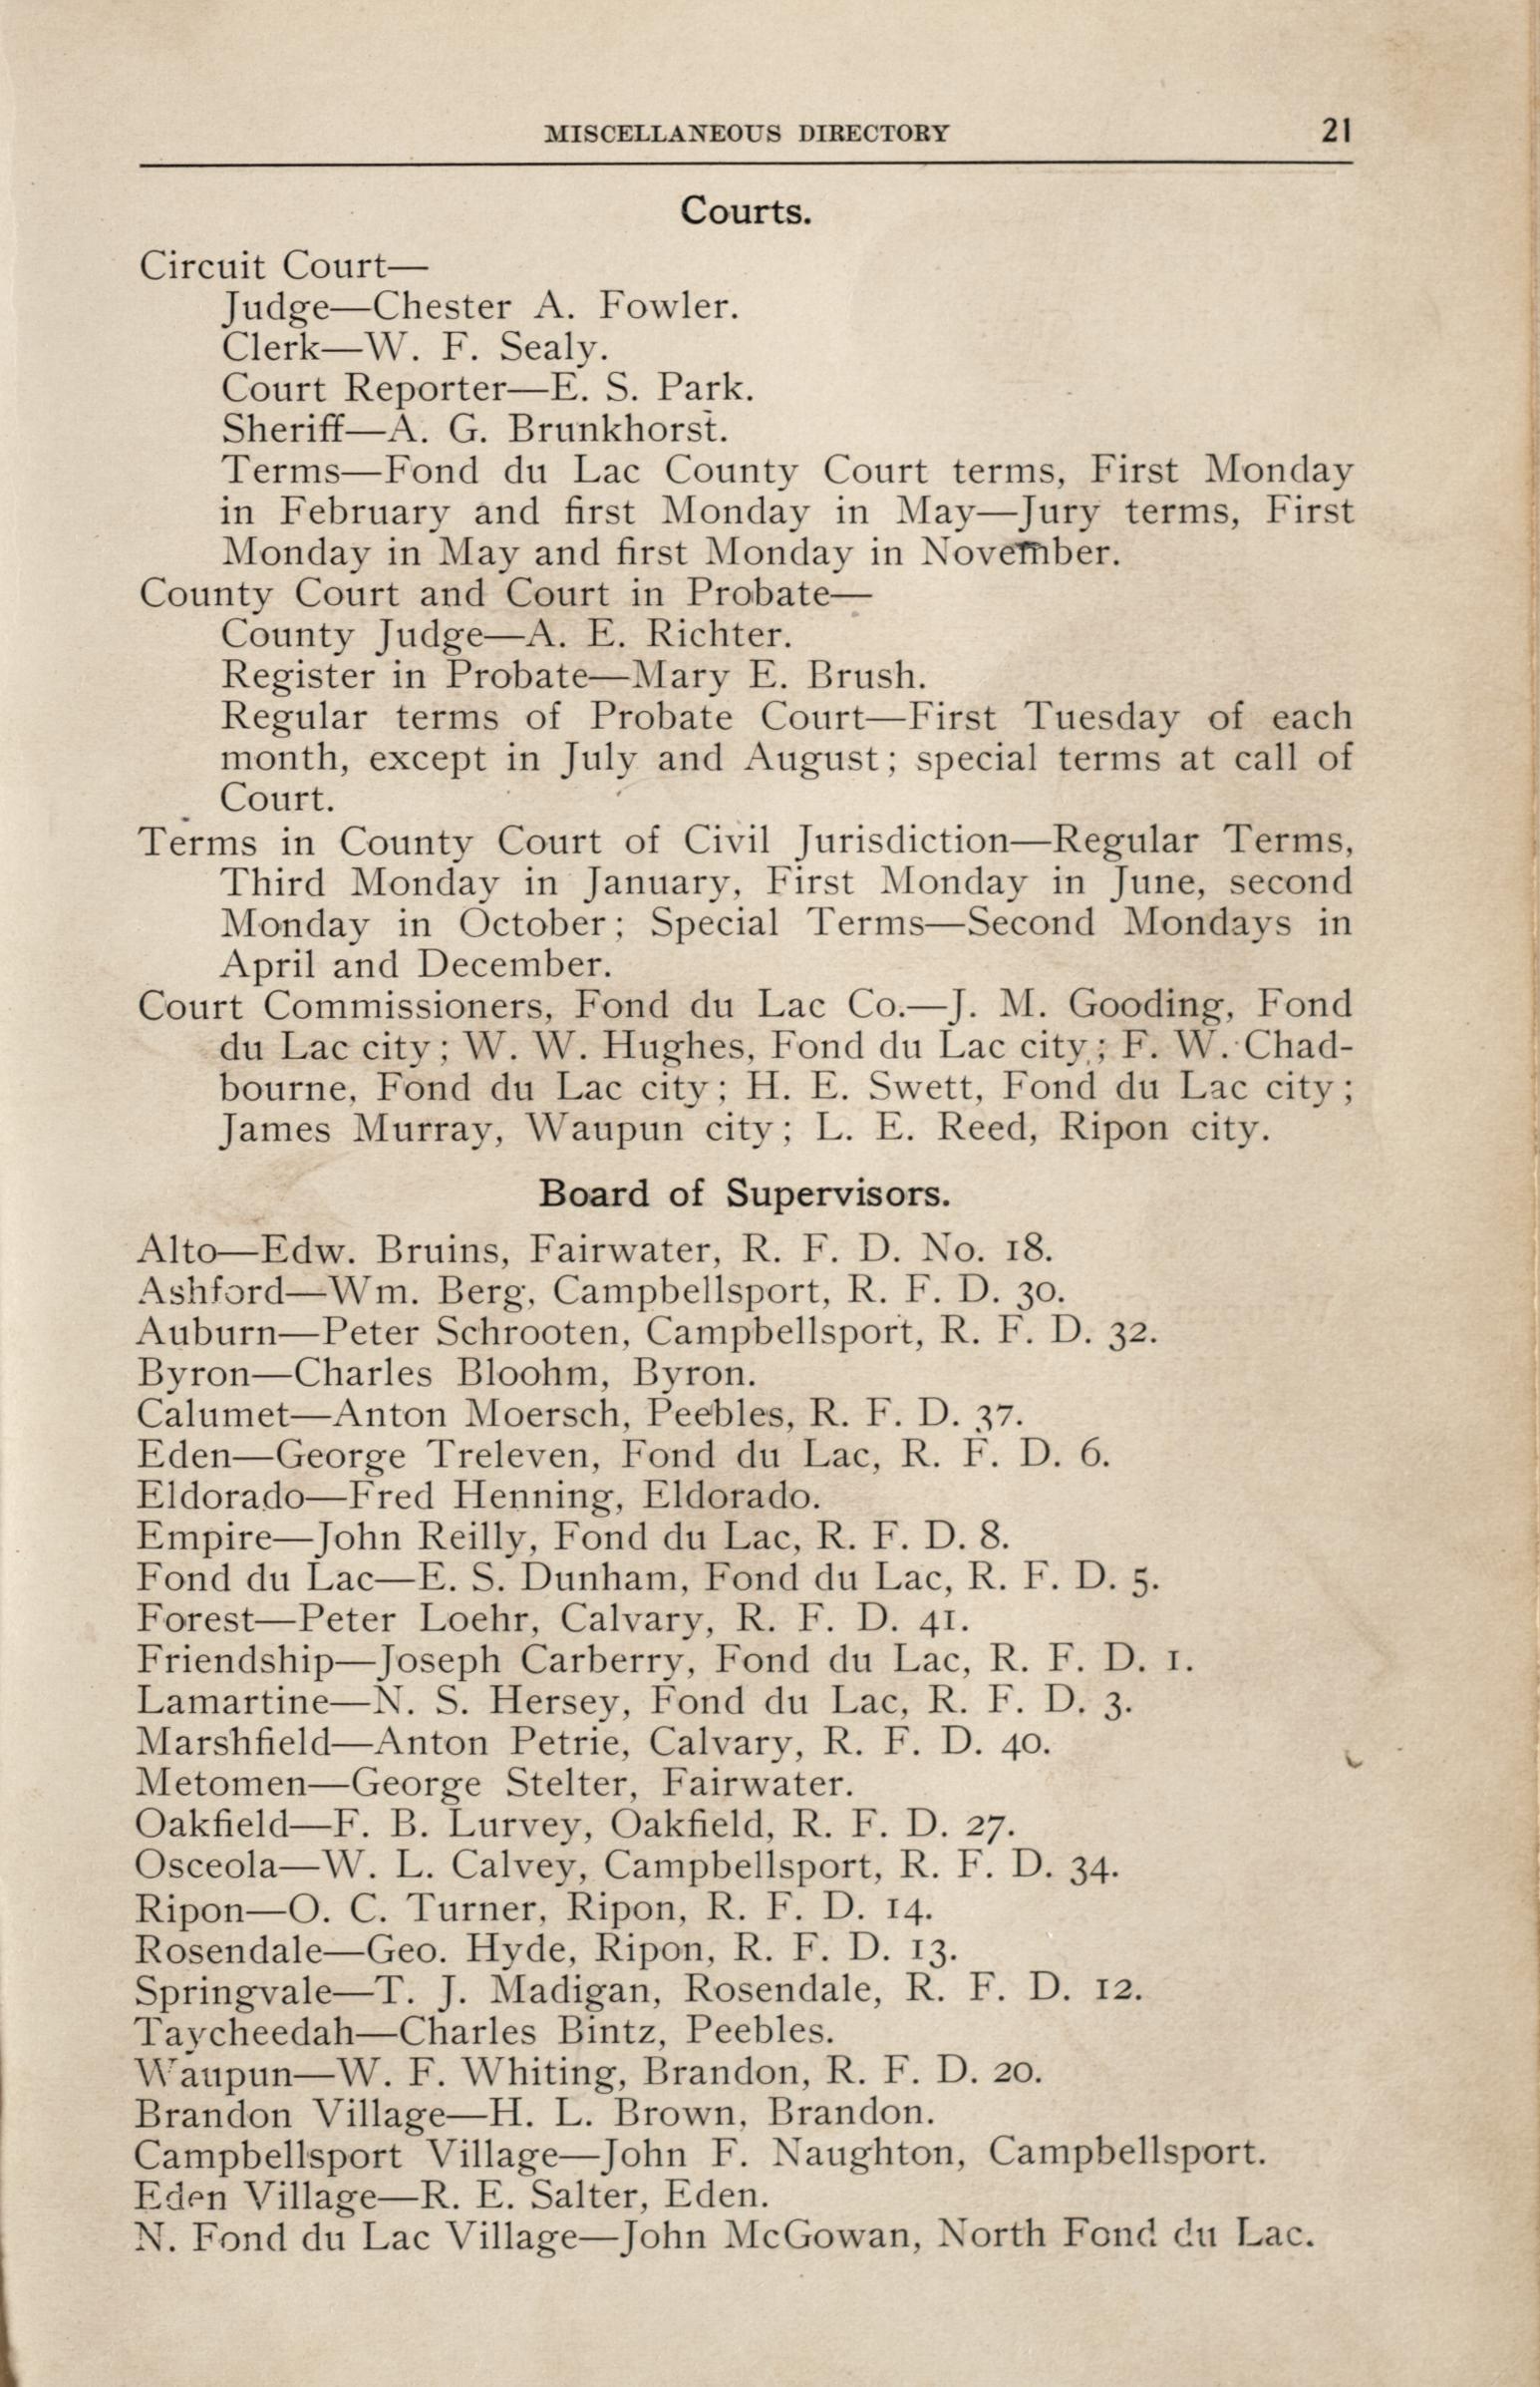 MISCELLANEOUS DIRECTORY 21
Courts.
Circuit Court—
Judge—Chester A. Fowler.
Clerk—W. F. Sealy.
Court Reporter—E. S. Park.
Sheriff—A. G. Brunkhorst.
Terms—Fond du Lac County Court terms, First Monday
in February and first Monday in May—Jury terms, First
Monday in May and first Monday in November.
County Court and Court in Probate—
County Judge—A. E. Richter.
Register in Probate—Mary E. Brush.
Regular terms of Probate Court—First Tuesday of each
month, except in July and August; special terms at call of
Court.
Terms in County Court of Civil Jurisdiction—Regular Terms,
Third Monday in January, First Monday in June, second
Monday in October; Special Terms—Second Mondays in
April and December.
Court Commissioners, Fond du Lac Co.—J. M. Gooding, Fond
du Lac city; W. W. Hughes, Fond du Lac city; F. W. Chad-
bourne, Fond du Lac city; H. E. Swett, Fond du Lac city;
James Murray, Waupun city; L. E. Reed, Ripon city.
Board of Supervisors.
Alto—Edw. Bruins, Fairwater, R. F. D. No. 18.
Ashford—Wm. Berg, Campbellsport, R. F. D. 30.
Auburn—Peter Schrooten, Campbellsport, R. F. D. 32.
Byron—Charles Bloohm, Byron.
Calumet—Anton Moersch, Peebles, R. F. D. 37.
Eden—George Treleven, Fond du Lac, R. F. D. 6.
Eldorado—Fred Henning, Eldorado.
Empire—John Reilly, Fond du Lac, R. F. D. 8.
Fond du Lac—E. S. Dunham, Fond du Lac, R. F. D. 5.
Forest—Peter Loehr, Calvary, R. F. D. 41.
Friendship—Joseph Carberry, Fond du Lac, R. F. D. 1.
Lamartine—N. S. Hersey, Fond du Lac, R. F. D. 3.
Marshfield—Anton Petrie, Calvary, R. F. D. 40.
Metomen—George Stelter, Fairwater.
Oakfield—F. B. Lurvey, Oakfield, R. F. D. 27.
Osceola—W. L. Calvey, Campbellsport, R. F. D. 34.
Ripon—O. C. Turner, Ripon, R. F. D. 14.
Rosendale—Geo. Hyde, Ripon, R. F. D. 13.
Springvale—T. J. Madigan, Rosendale, R. F. D. 12.
Taycheedah—Charles Bintz, Peebles.
Waupun—W. F. Whiting, Brandon, R. F. D. 20.
Brandon Village—H. L. Brown, Brandon.
Campbellsport Village—John F. Naughton, Campbellsport.
Eden Village—R. E. Salter, Eden.
N. Fond du Lac Village—John McGowan, North Fond du Lac.